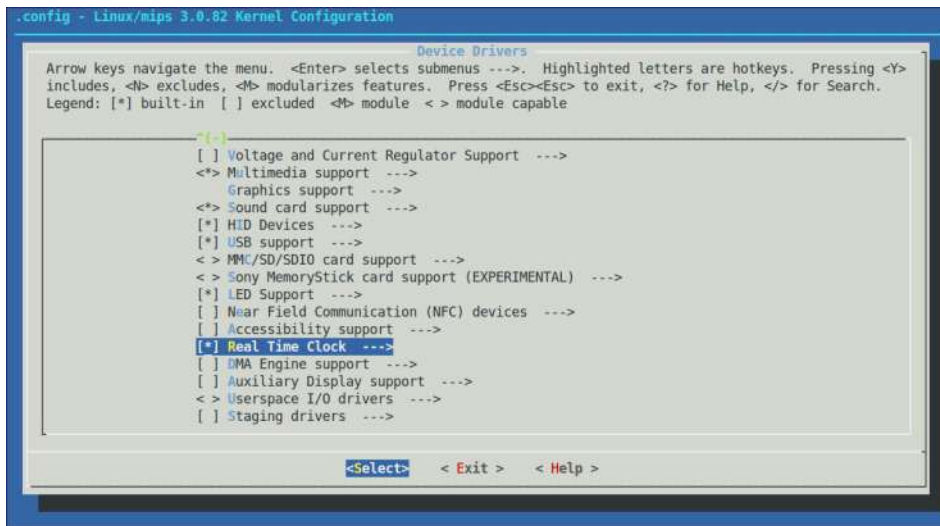 .config - Linux/mips 3.0.82 Kernel Configuration
Device Drivers
Arrow keys navigate the menu.  <Enter> selects submenus --->.  Highlighted letters are hotkeys.  Pressing <Y>
includes, <N> excludes, <M> modularizes features.  Press <Esc><Esc> to exit, <?> for Help, </> for Search.
Legend: [*] built-in  [ ] excluded  <M> module  < > module capable
^(-)
[ ] Voltage and Current Regulator Support  --->
<*> Multimedia support  --->
Graphics support  --->
<*> Sound card support  --->
[*] HID Devices  --->
[*] USB support  --->
< > MMC/SD/SDIO card support  --->
< > Sony MemoryStick card support (EXPERIMENTAL)  --->
[*] LED Support  --->
[ ] Near Field Communication (NFC) devices  --->
[ ] Accessibility support  --->
[*] Real Time Clock  --->
[ ] DMA Engine support  --->
[ ] Auxiliary Display support  --->
< > Userspace I/O drivers  --->
[ ] Staging drivers  --->
<Select>    < Exit >    < Help >